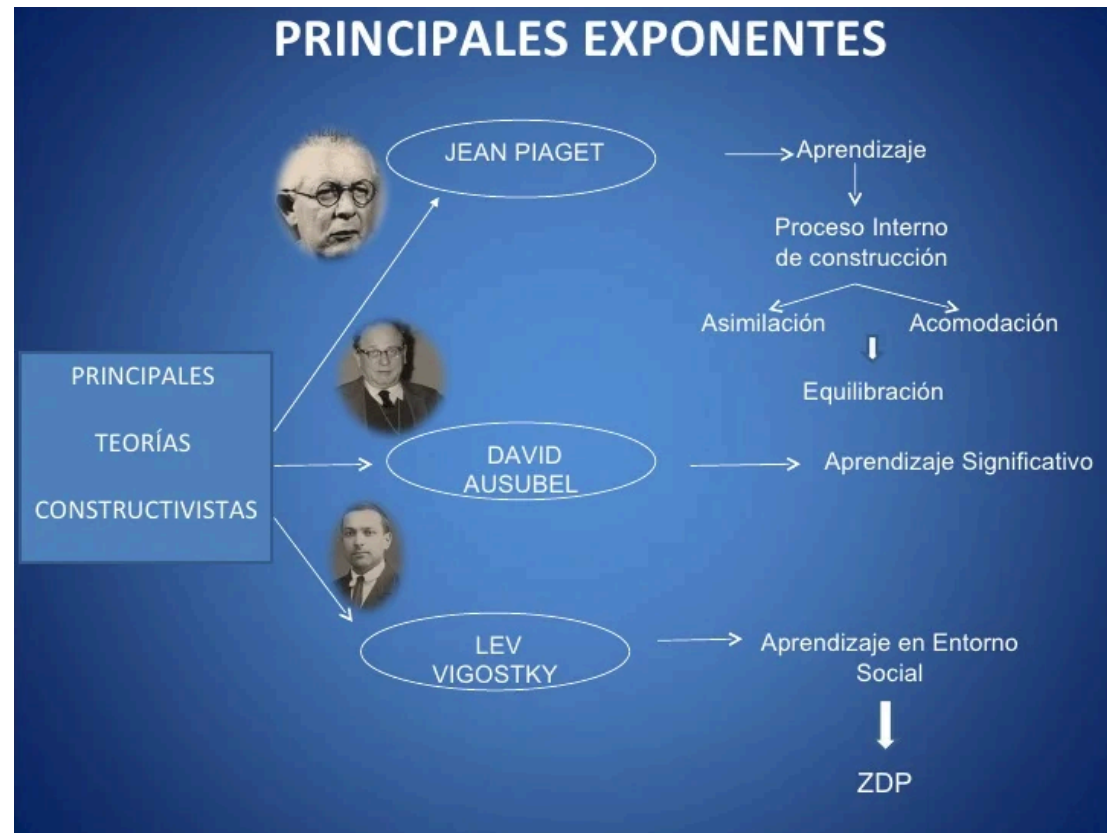 PRINCIPALES EXPONENTES
JEAN PIAGET
Aprendizaje
Proceso Interno
de construcción
Asimilación
Acomodación
Equilibración
PRINCIPALES
TEORÍAS
CONSTRUCTIVISTAS
DAVID
AUSUBEL
Aprendizaje Significativo
LEV
VIGOSTKY
Aprendizaje en Entorno
Social
ZDP